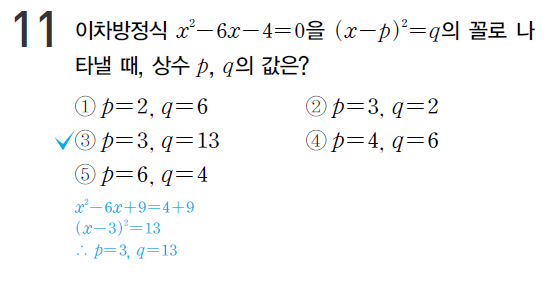 11 이차방정식 x²-6x-4=0을 (x-p)²=q의 꼴로 나
타낼 때, 상수 p, q의 값은?
① p=2, q=6 ② p=3, q=2
✓③ p=3, q=13 ④ p=4, q=6
⑤ p=6, q=4
x²-6x+9=4+9
(x-3)²=13
∴ p=3, q=13